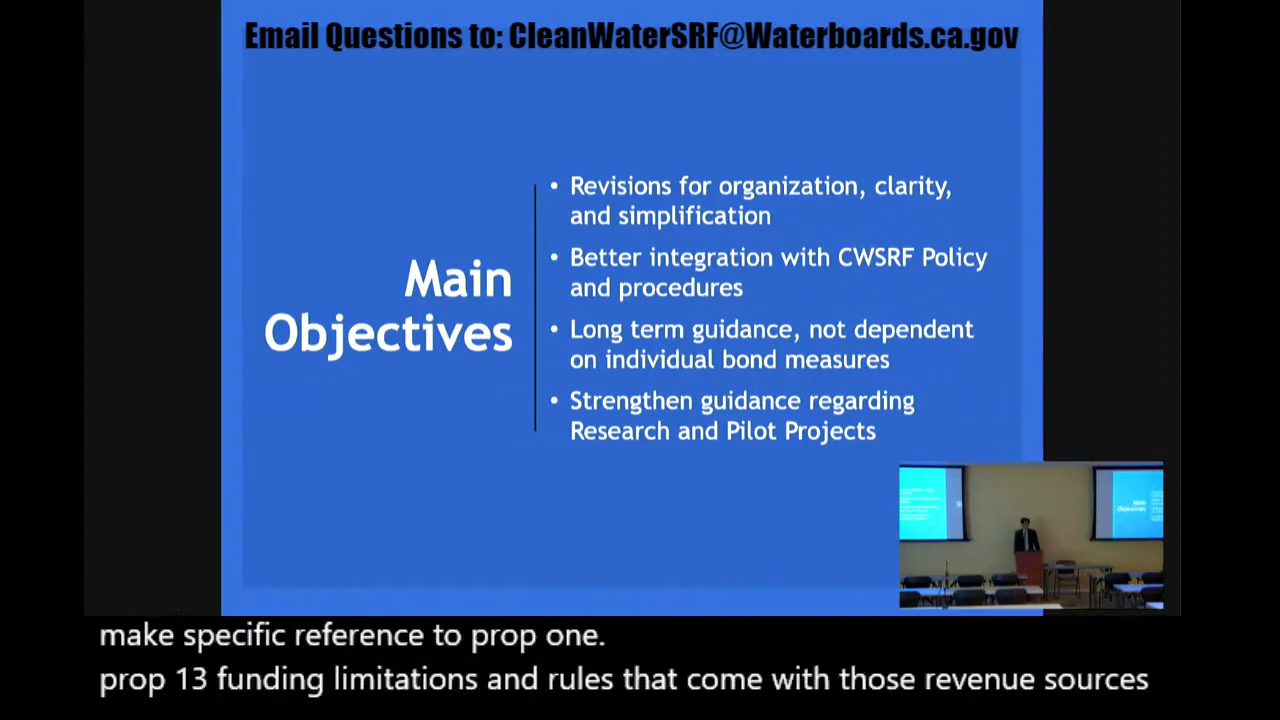 Email Questions to: CleanWaterSRF@Waterboards.ca.gov
Main
Objectives
• Revisions for organization, clarity,
and simplification
• Better integration with CWSRF Policy
and procedures
• Long term guidance, not dependent
on individual bond measures
• Strengthen guidance regarding
Research and Pilot Projects
Main
Objectives
make specific reference to prop one.
prop 13 funding limitations and rules that come with those revenue sources